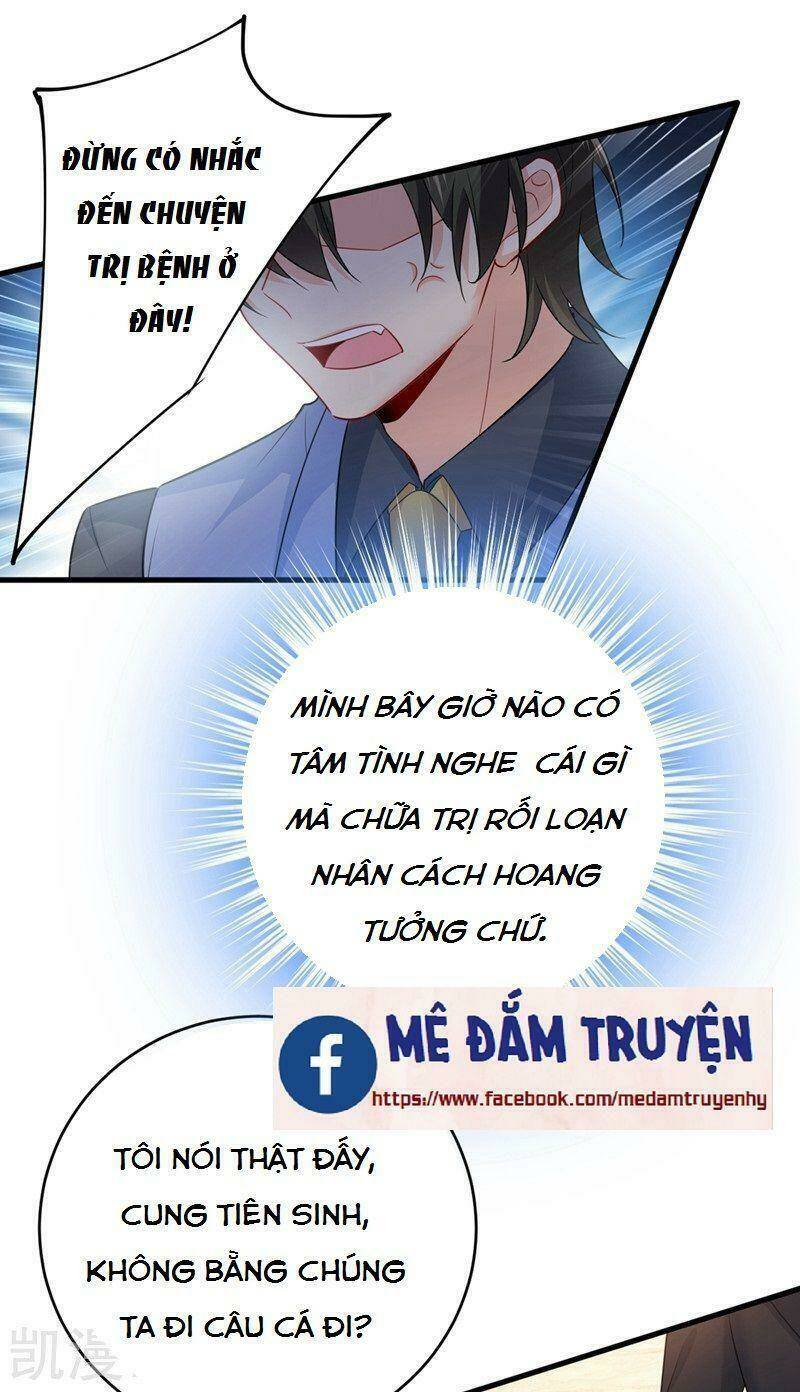 ĐỪNG CÓ NHẮC
ĐẾN CHUYỆN
TRỊ BỆNH Ở
ĐÂY!
MÌNH BÂY GIỜ NÀO CÓ
TÂM TÌNH NGHE CÁI GÌ
MÀ CHỮA TRỊ RỐI LOẠN
NHÂN CÁCH HOANG
TƯỞNG CHỨ.
f MÊ ĐẮM TRUYỆN
https://www.facebook.com/medamtruyenhy
TÔI NÓI THẬT ĐẤY,
CUNG TIÊN SINH,
KHÔNG BẰNG CHÚNG
TA ĐI CÂU CÁ ĐI?
凯漫